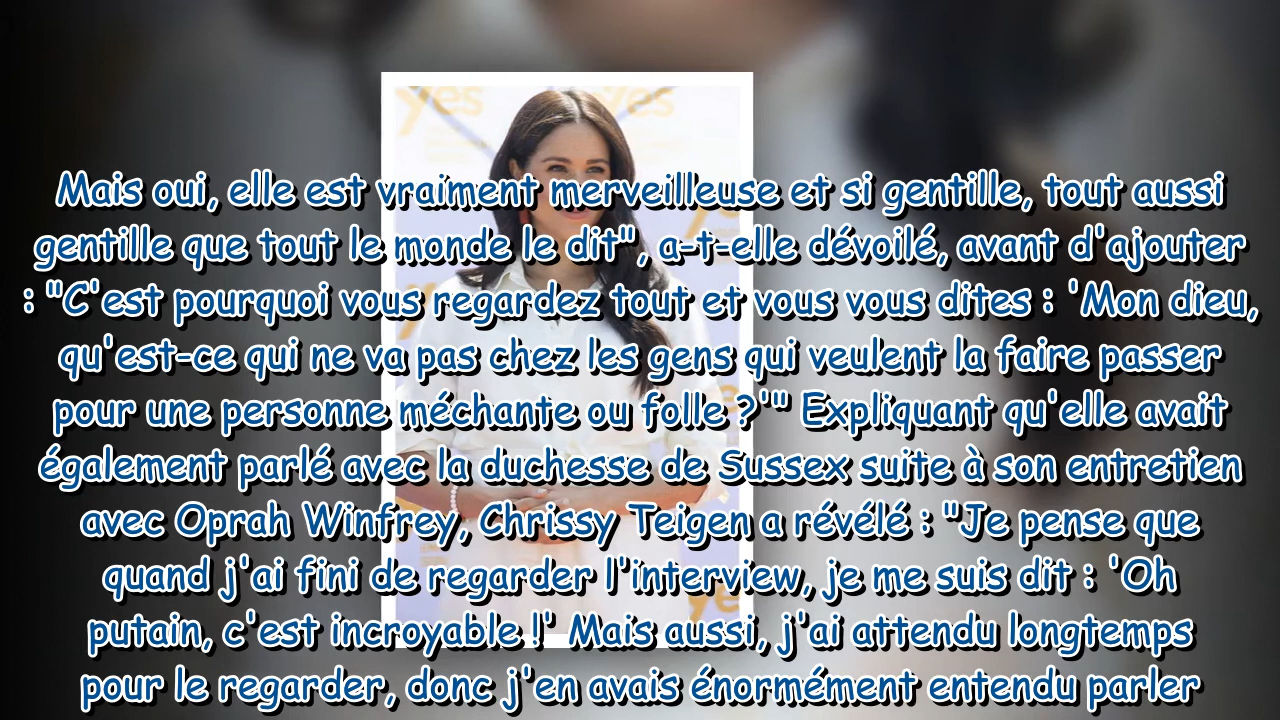 yes yes
Mais oui, elle est vraiment merveilleuse et si gentille, tout aussi
gentille que tout le monde le dit", a-t-elle dévoilé, avant d'ajouter
: "C'est pourquoi vous regardez tout et vous vous dites : 'Mon dieu,
qu'est-ce qui ne va pas chez les gens qui veulent la faire passer
pour une personne méchante ou folle ?'" Expliquant qu'elle avait
également parlé avec la duchesse de Sussex suite à son entretien
avec Oprah Winfrey, Chrissy Teigen a révélé : "Je pense que
quand j'ai fini de regarder l'interview, je me suis dit : 'Oh
putain, c'est incroyable !' Mais aussi, j'ai attendu longtemps
pour le regarder, donc j'en avais énormément entendu parler